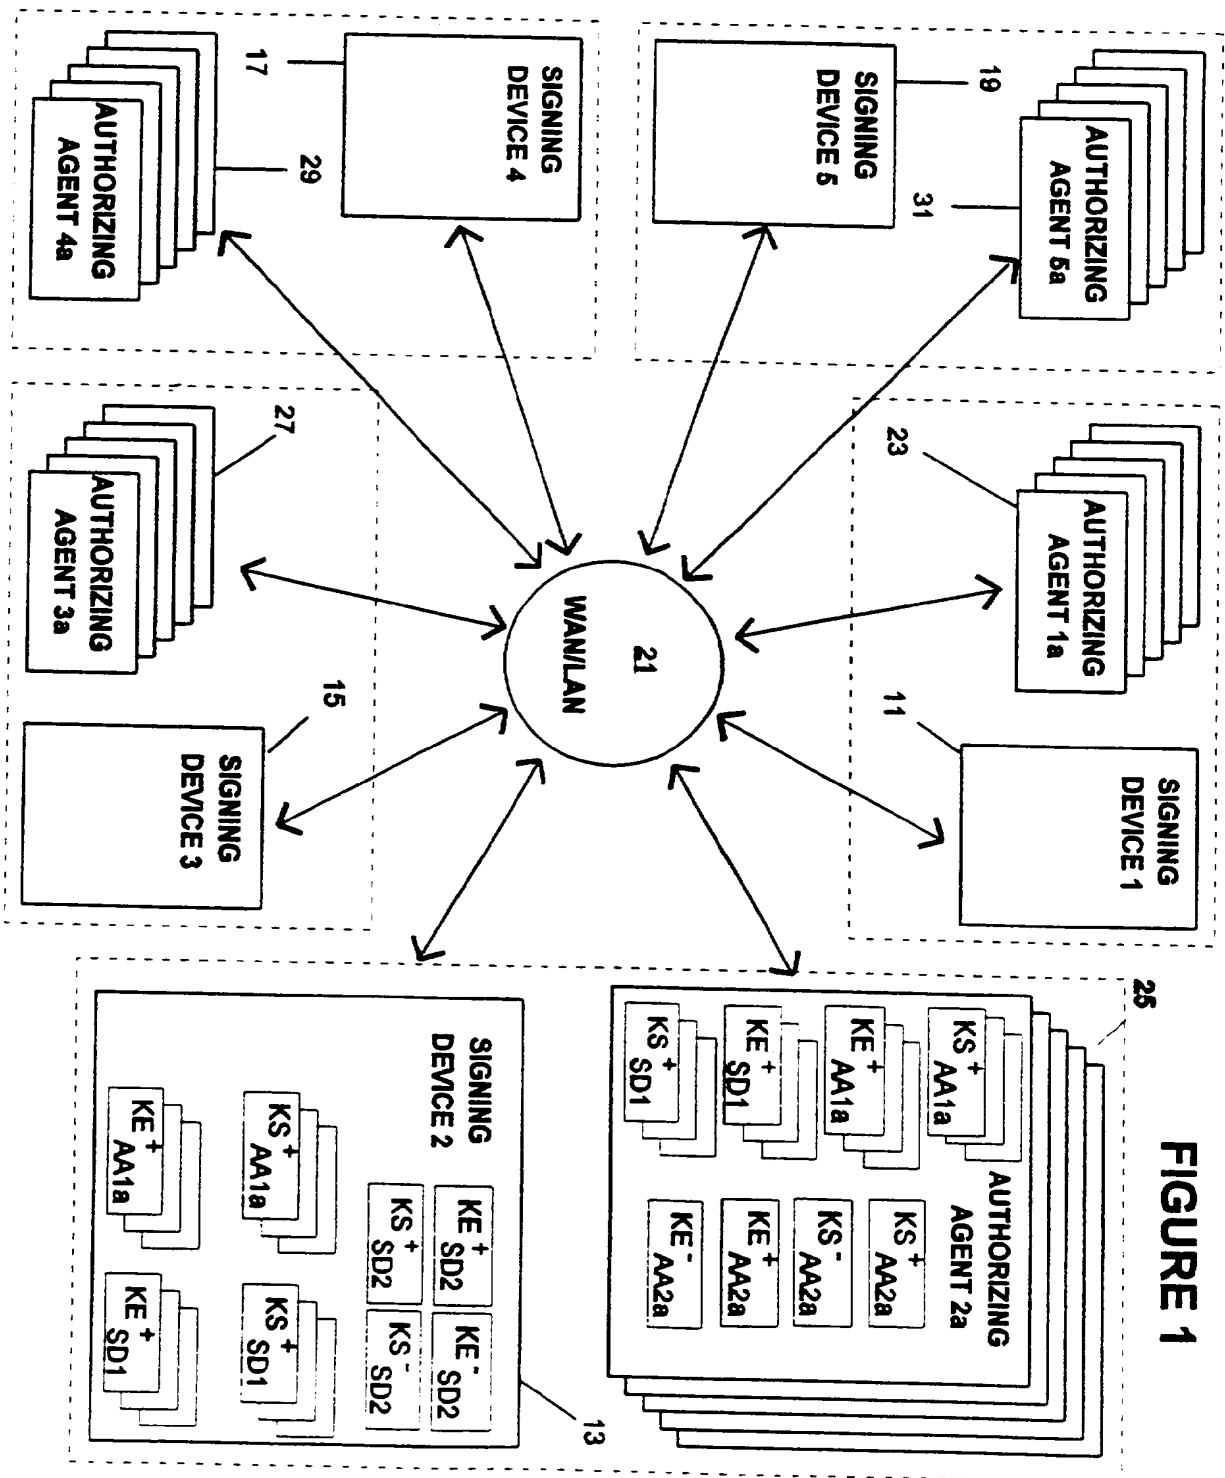 FIGURE 1
AUTHORIZING
AGENT 5a
31
19
SIGNING
DEVICE 5
SIGNING
DEVICE 4
17
29
AUTHORIZING
AGENT 4a
23
AUTHORIZING
AGENT 1a
11
SIGNING
DEVICE 1
21
WAN/LAN
27
AUTHORIZING
AGENT 3a
15
SIGNING
DEVICE 3
25
AUTHORIZING
AGENT 2a
KS+
AA1a
KE+
AA1a
KE+
SD1
KS+
SD1
KS+
AA2a
KS-
AA2a
KE+
AA2a
KE-
AA2a
13
SIGNING
DEVICE 2
KE+
SD2
KE-
SD2
KS+
SD2
KS-
SD2
KS+
AA1a
KS+
SD1
KE+
AA1a
KE+
SD1